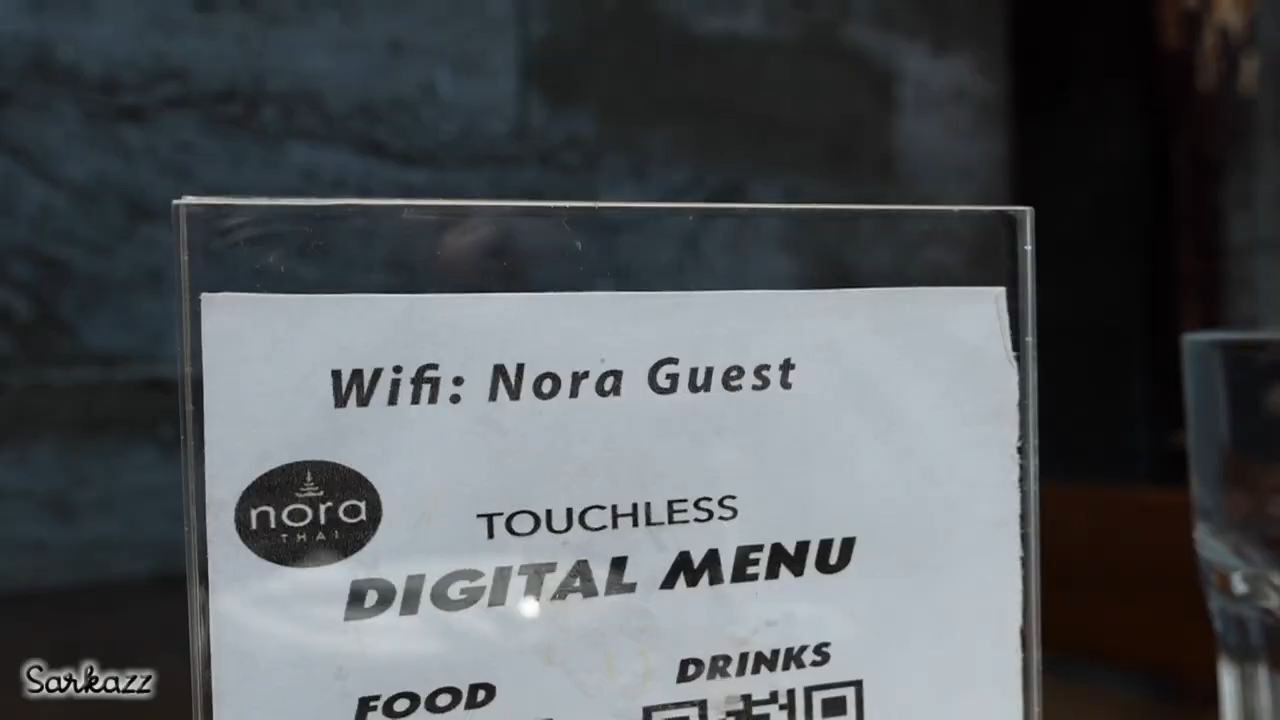 Wifi: Nora Guest
nora
THAI
TOUCHLESS
DIGITAL MENU
DRINKS
FOOD
Sarkazz